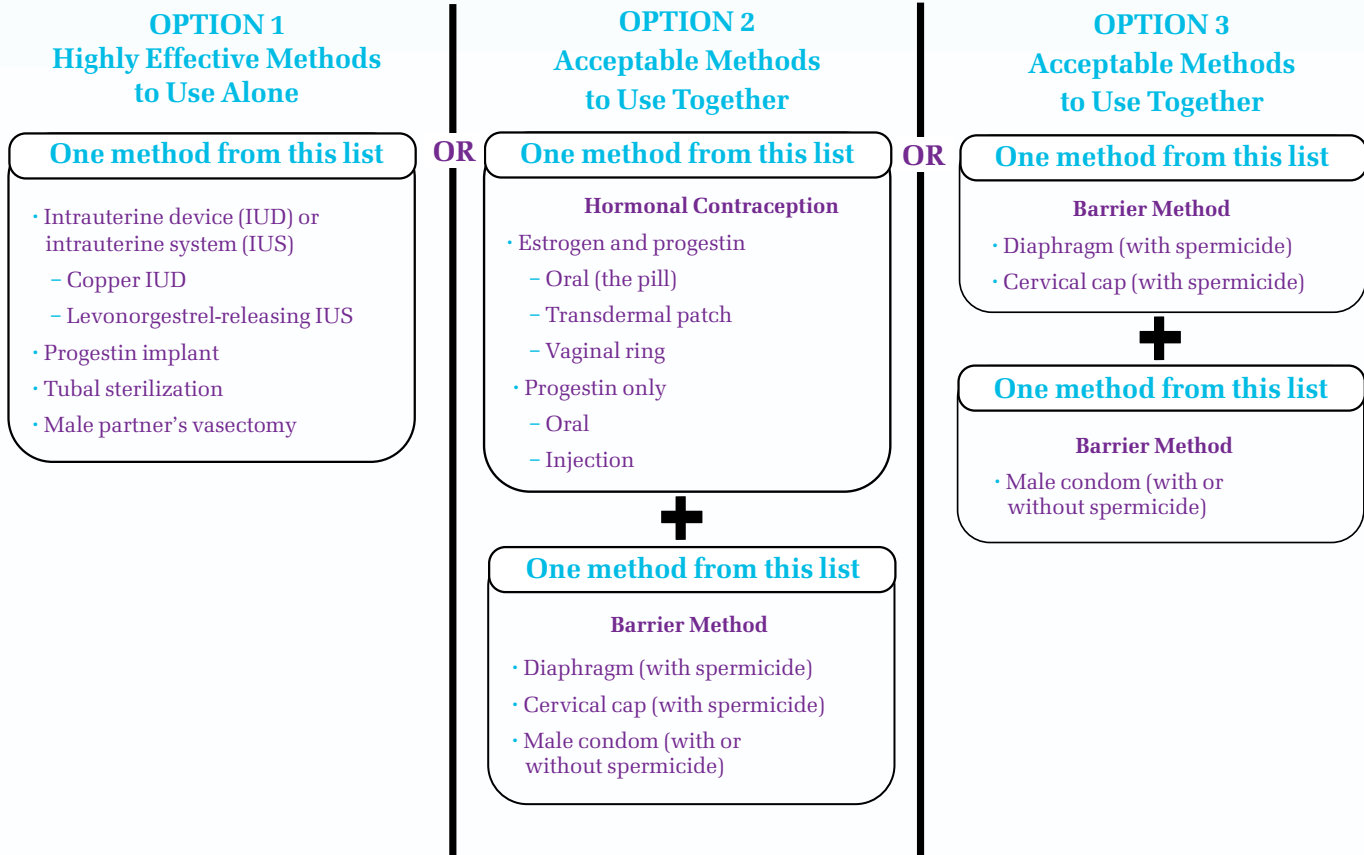 OPTION 1
Highly Effective Methods
to Use Alone
One method from this list
· Intrauterine device (IUD) or
intrauterine system (IUS)
– Copper IUD
– Levonorgestrel-releasing IUS
· Progestin implant
· Tubal sterilization
· Male partner’s vasectomy
OR
OPTION 2
Acceptable Methods
to Use Together
One method from this list
Hormonal Contraception
· Estrogen and progestin
– Oral (the pill)
– Transdermal patch
– Vaginal ring
· Progestin only
– Oral
– Injection
+
One method from this list
Barrier Method
· Diaphragm (with spermicide)
· Cervical cap (with spermicide)
· Male condom (with or
without spermicide)
OR
OPTION 3
Acceptable Methods
to Use Together
One method from this list
Barrier Method
· Diaphragm (with spermicide)
· Cervical cap (with spermicide)
+
One method from this list
Barrier Method
· Male condom (with or
without spermicide)